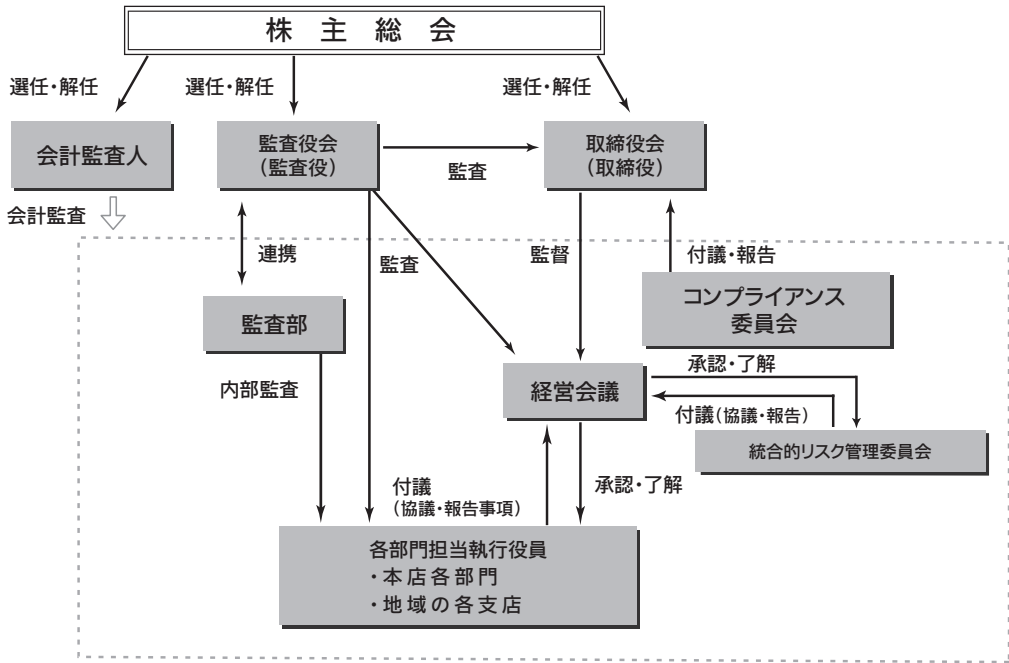 株主総会
選任・解任
選任・解任
選任・解任
会計監査人
監査役会
(監査役)
監査
取締役会
(取締役)
会計監査
連携
監査
監督
付議・報告
コンプライアンス
委員会
監査部
内部監査
経営会議
承認・了解
付議(協議・報告)
統合的リスク管理委員会
付議
(協議・報告事項)
承認・了解
各部門担当執行役員
・本店各部門
・地域の各支店